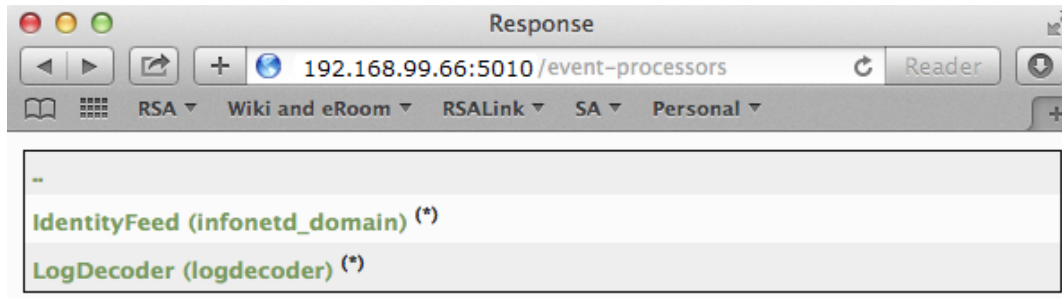 Response
192.168.99.66:5010/event-processors Reader
RSA Wiki and eRoom RSALink SA Personal
..
IdentityFeed (infonetd_domain) (*)
LogDecoder (logdecoder) (*)